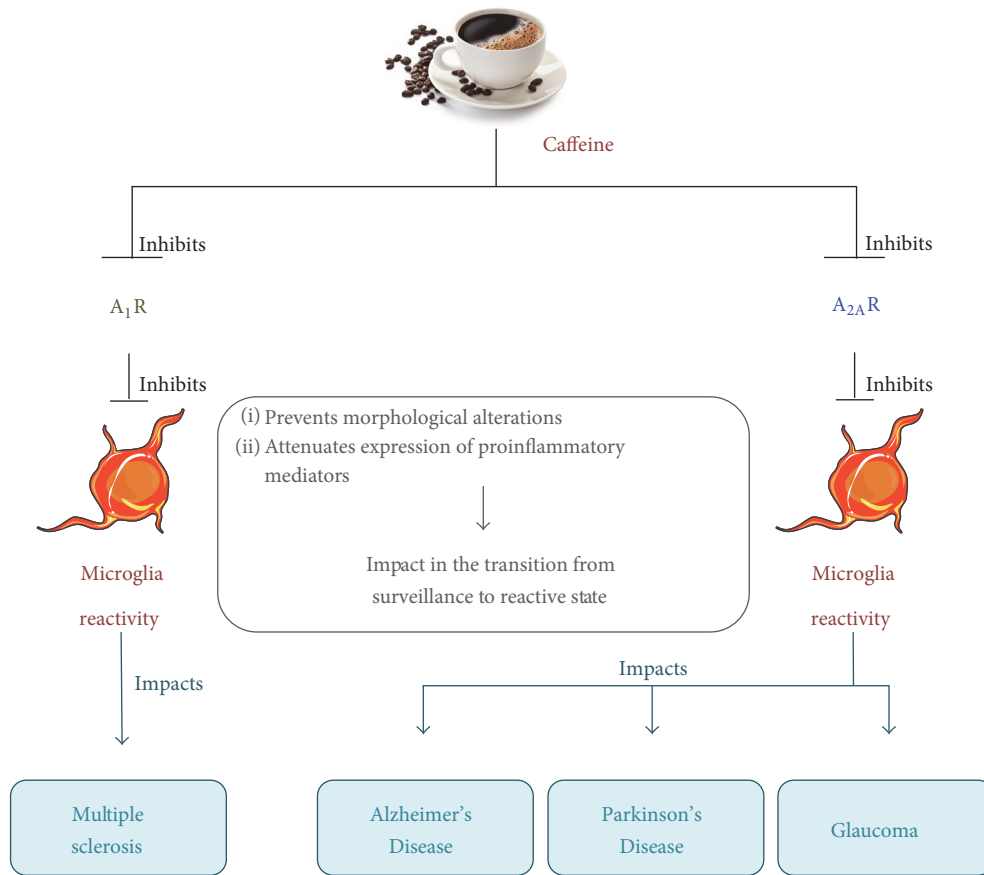 Caffeine
Inhibits
Inhibits
A₁R
A₂ₐR
Inhibits
Inhibits
(i) Prevents morphological alterations
(ii) Attenuates expression of proinflammatory
mediators
Impact in the transition from
surveillance to reactive state
Microglia
reactivity
Microglia
reactivity
Impacts
Impacts
Multiple
sclerosis
Alzheimer's
Disease
Parkinson's
Disease
Glaucoma